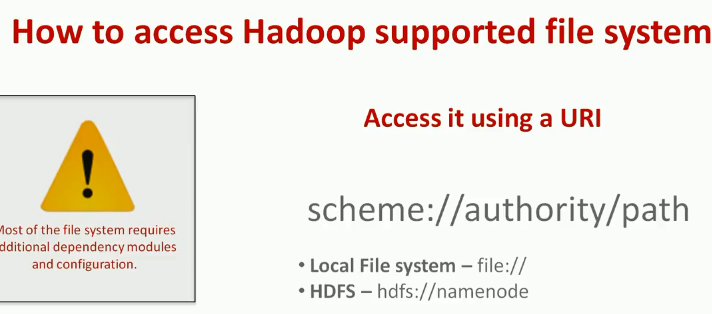 How to access Hadoop supported file system
Access it using a URI
!
Most of the file system requires
additional dependency modules
and configuration.
scheme://authority/path
• Local File system – file://
• HDFS – hdfs://namenode